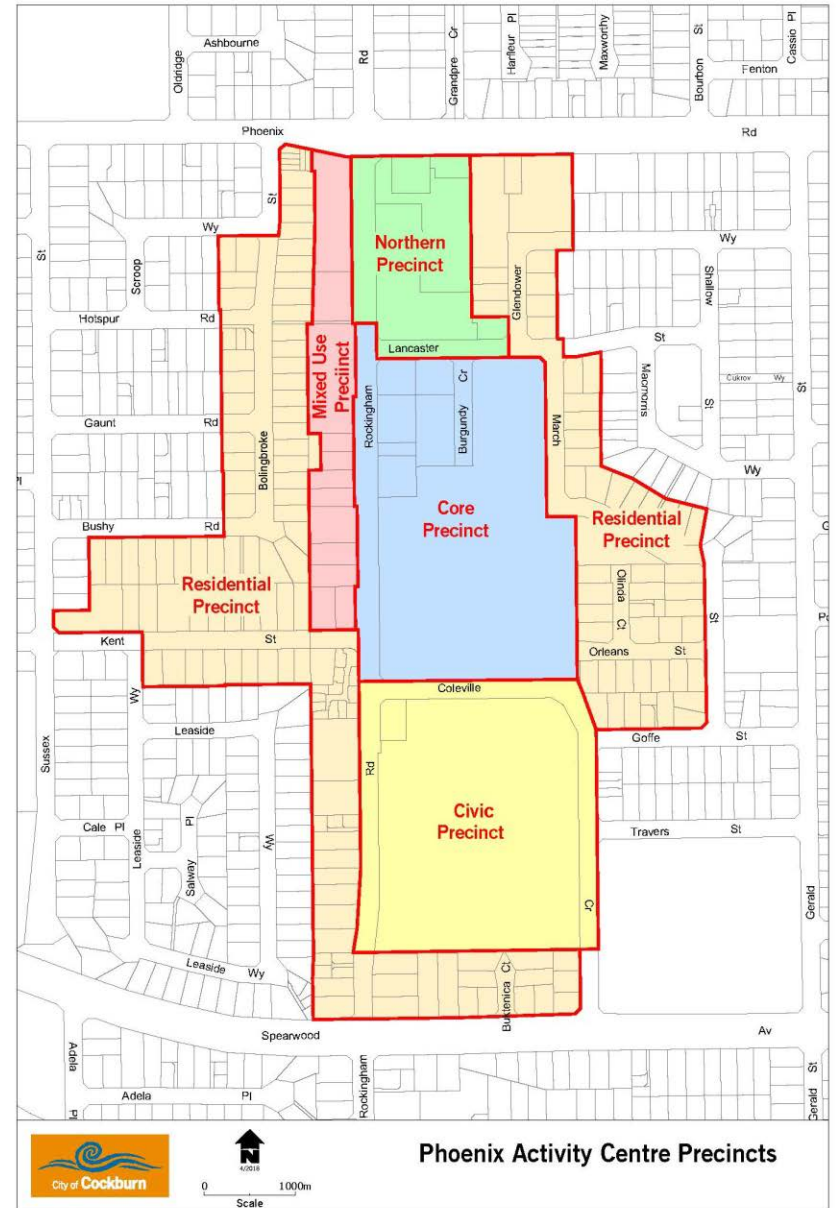 Ashbourne
Oldridge
Rd
Grandpre Cr
Harfleur Pl
Maxworthy
Bourbon St
Cassio Pl
Fenton
Phoenix
Rd
St
Wy
Wy
St
Scroop
Northern
Precinct
Glendower
Shallow
St
Hotspur
Rd
Mixed Use
Preciinct
Lancaster
St
Rockingham
Burgundy Cr
March
Macmorris
Cukrov Wy
St
Gaunt
Rd
Bolingbroke
Wy
Pl
Core
Precinct
Residential
Precinct
Bushy
Rd
Residential
Precinct
Olinda Ct
St
Kent
St
Orleans
St
Wy
Coleville
Leaside
Goffe
St
Sussex
Rd
Cale Pl
Leaside
Salway Pl
Wy
Civic
Precinct
Travers
St
Gerald
Cr
Leaside Wy
Buktenica Ct
Spearwood
Av
Adela
Pl
Adela
Pl
Rockingham
Gerald St
City of Cockburn
N
4/2018
0 1000m
Scale
Phoenix Activity Centre Precincts